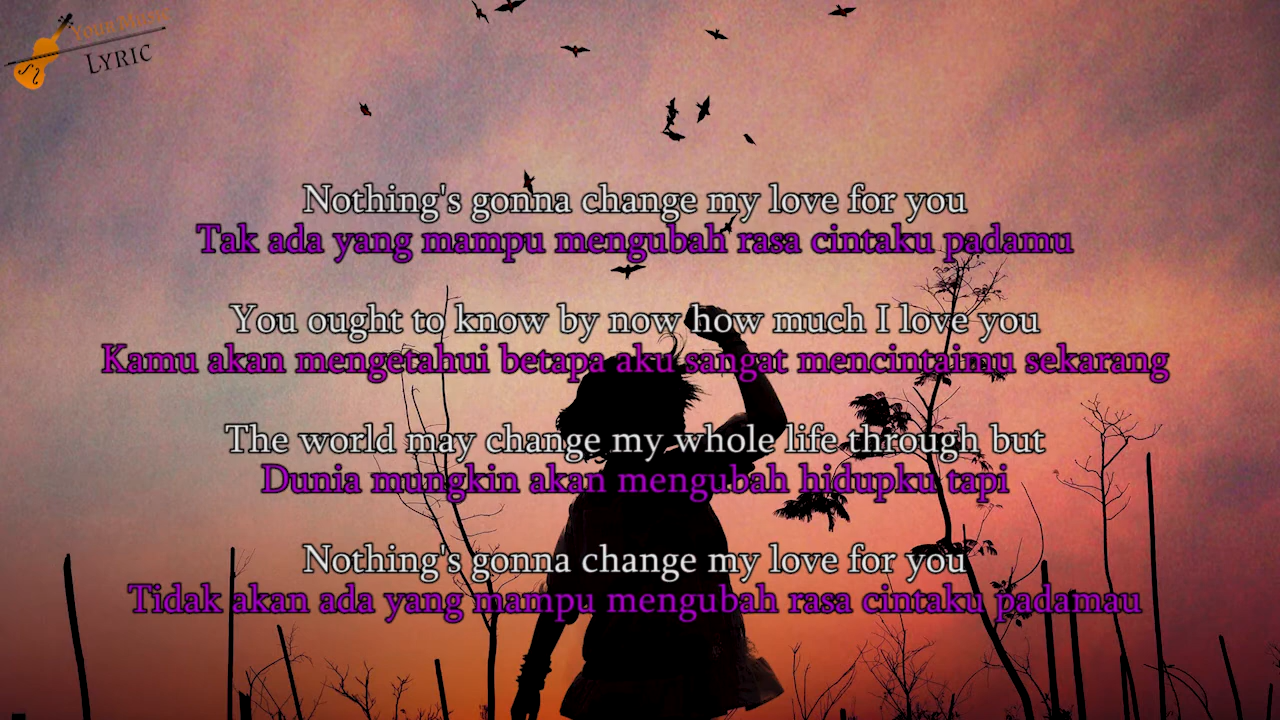 Your Music
LYRIC
Nothing's gonna change my love for you
Tak ada yang mampu mengubah rasa cintaku padamu
You ought to know by now how much I love you
Kamu akan mengetahui betapa aku sangat mencintaimu sekarang
The world may change my whole life through but
Dunia mungkin akan mengubah hidupku tapi
Nothing's gonna change my love for you
Tidak akan ada yang mampu mengubah rasa cintaku padamau